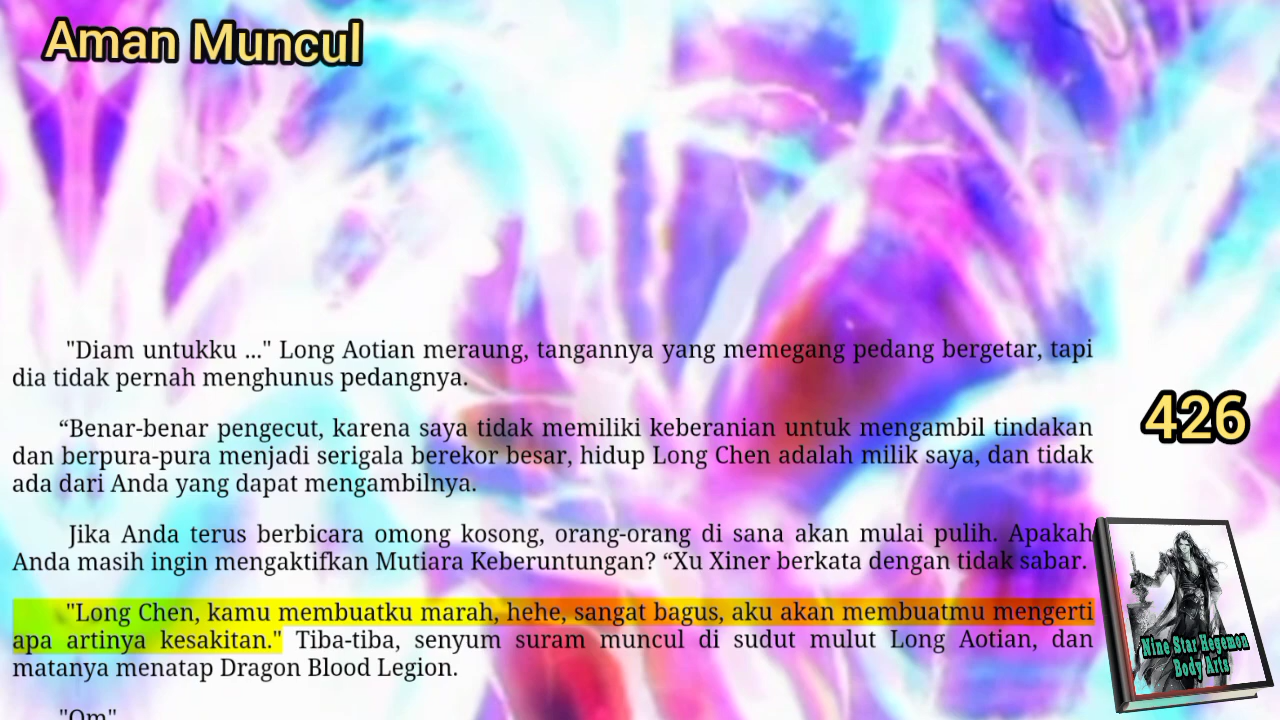 Aman Muncul
"Diam untukku ..." Long Aotian meraung, tangannya yang memegang pedang bergetar, tapi
dia tidak pernah menghunus pedangnya.
“Benar-benar pengecut, karena saya tidak memiliki keberanian untuk mengambil tindakan
dan berpura-pura menjadi serigala berekor besar, hidup Long Chen adalah milik saya, dan tidak
ada dari Anda yang dapat mengambilnya.
426
Jika Anda terus berbicara omong kosong, orang-orang di sana akan mulai pulih. Apakah
Anda masih ingin mengaktifkan Mutiara Keberuntungan? “Xu Xiner berkata dengan tidak sabar.
"Long Chen, kamu membuatku marah, hehe, sangat bagus, aku akan membuatmu mengerti
apa artinya kesakitan." Tiba-tiba, senyum suram muncul di sudut mulut Long Aotian, dan
matanya menatap Dragon Blood Legion.
"Om"
Nine Star Hegemon
Body Arts